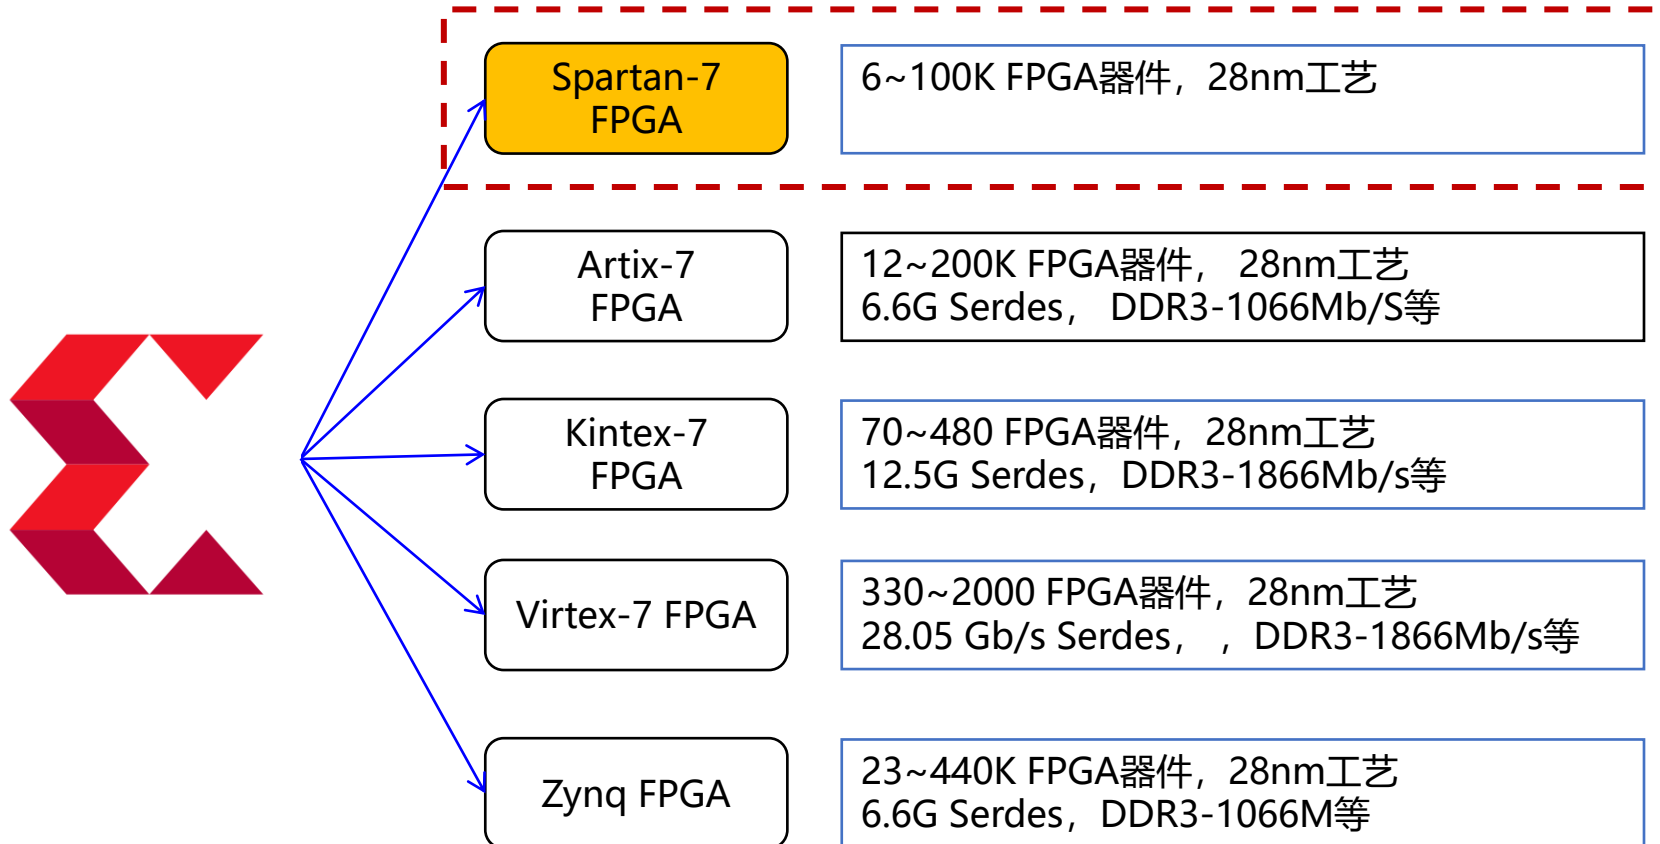 Spartan-7
FPGA
6~100K FPGA器件，28nm工艺
Artix-7
FPGA
12~200K FPGA器件， 28nm工艺
6.6G Serdes， DDR3-1066Mb/S等
Kintex-7
FPGA
70~480 FPGA器件，28nm工艺
12.5G Serdes，DDR3-1866Mb/s等
Virtex-7 FPGA
330~2000 FPGA器件，28nm工艺
28.05 Gb/s Serdes， ，DDR3-1866Mb/s等
Zynq FPGA
23~440K FPGA器件，28nm工艺
6.6G Serdes，DDR3-1066M等